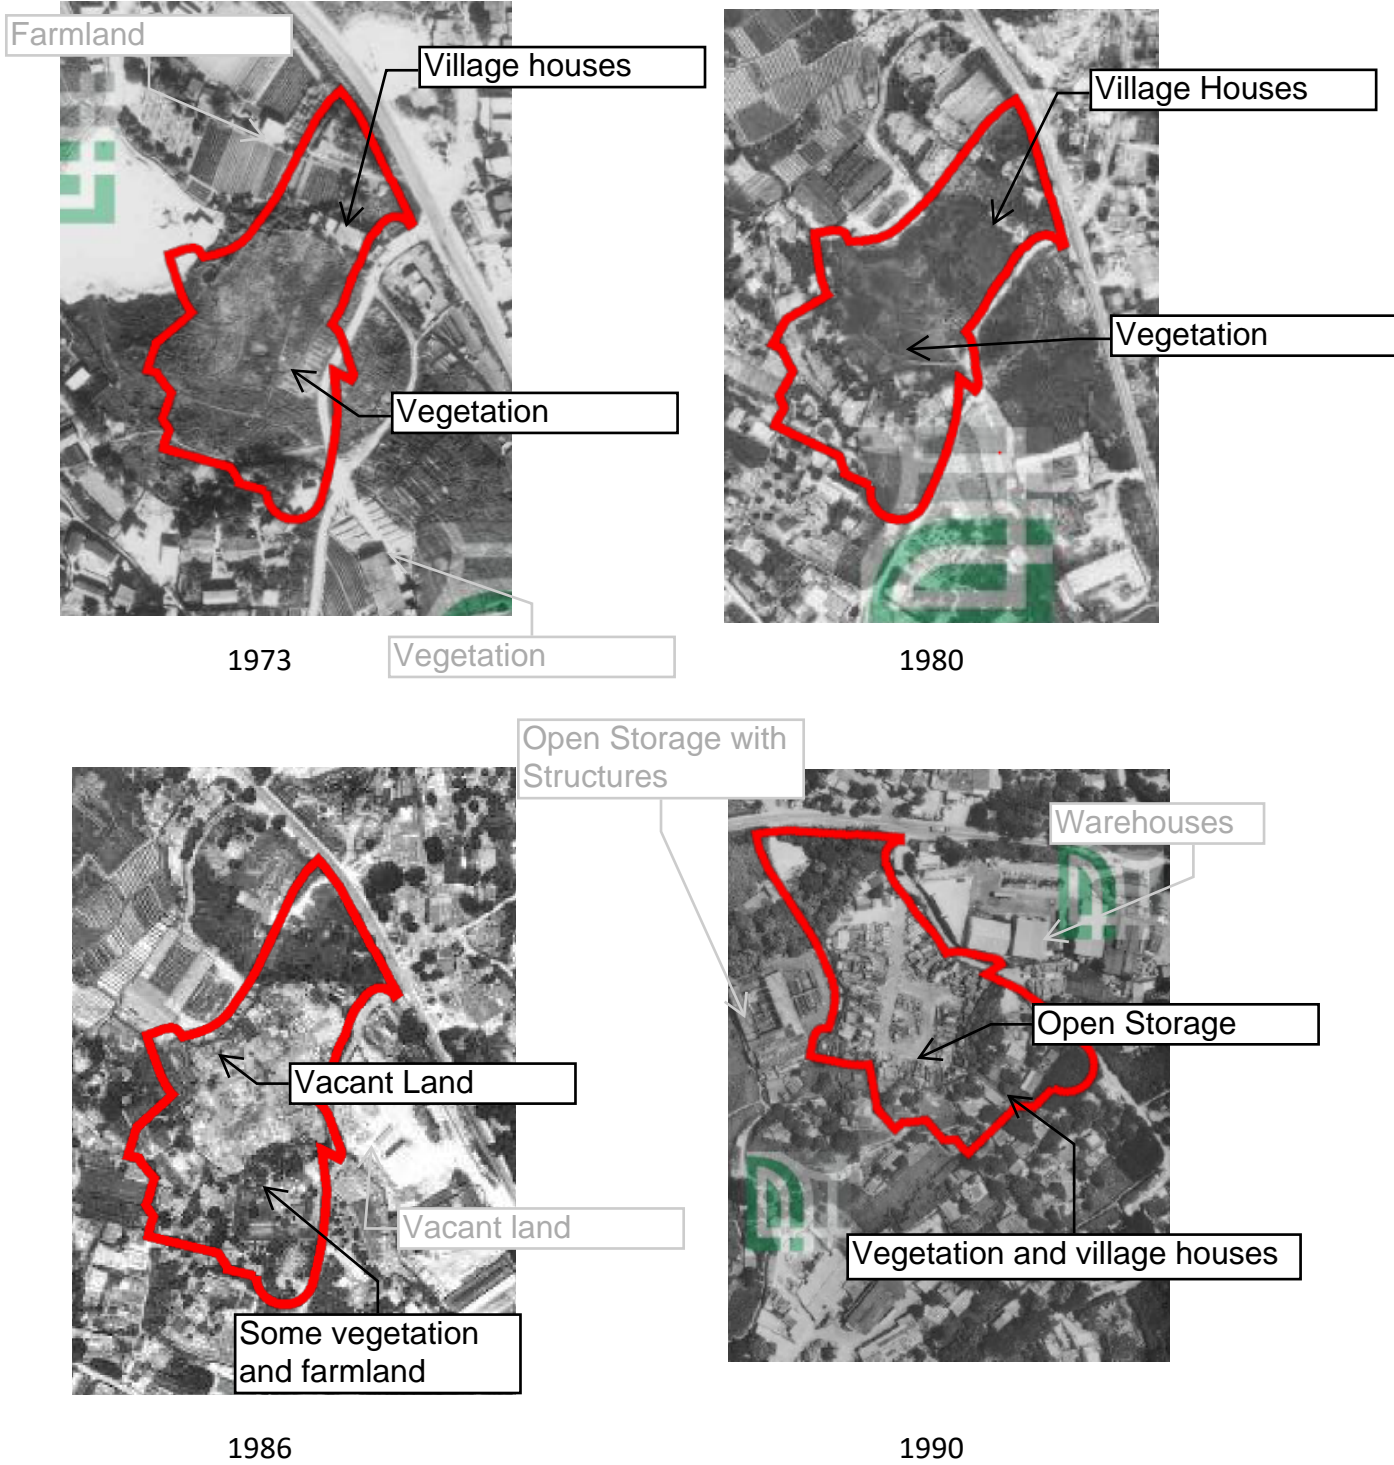 Farmland
Village houses
Vegetation
1973
Vegetation
Village Houses
Vegetation
1980
Vacant Land
Vacant land
Some vegetation
and farmland
1986
Open Storage with
Structures
Warehouses
Open Storage
Vegetation and village houses
1990